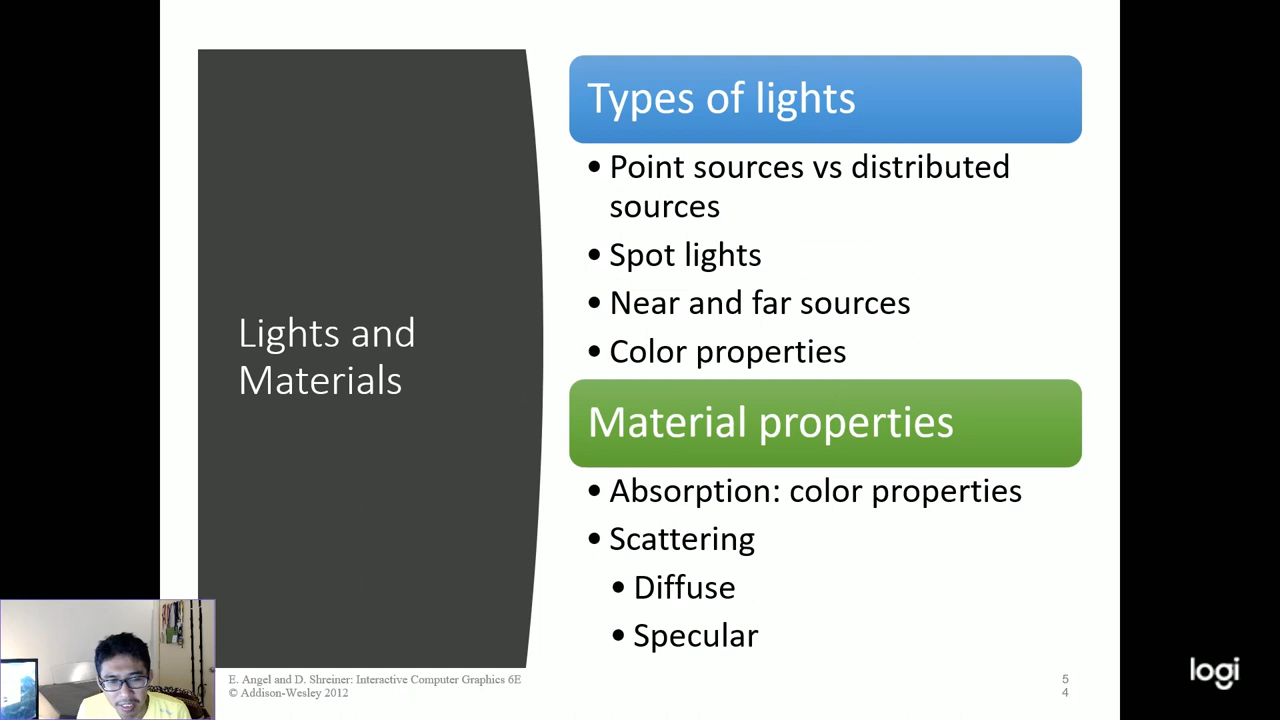 Lights and
Materials
Types of lights
• Point sources vs distributed
sources
• Spot lights
• Near and far sources
• Color properties
Material properties
• Absorption: color properties
• Scattering
• Diffuse
• Specular
E. Angel and D. Shreiner: Interactive Computer Graphics 6E
© Addison-Wesley 2012
5
4
logi